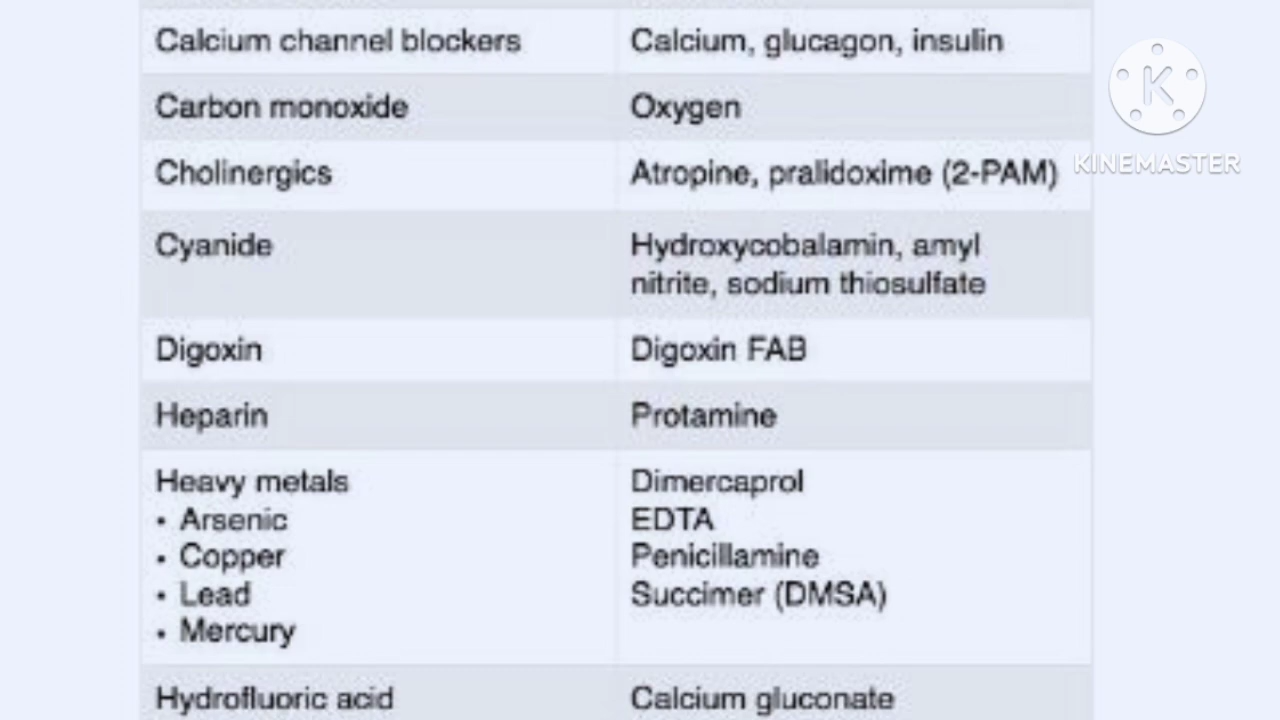 Calcium channel blockers Calcium, glucagon, insulin
Carbon monoxide Oxygen
Cholinergics Atropine, pralidoxime (2-PAM)
Cyanide Hydroxycobalamin, amyl
nitrite, sodium thiosulfate
Digoxin Digoxin FAB
Heparin Protamine
Heavy metals Dimercaprol
• Arsenic EDTA
• Copper Penicillamine
• Lead Succimer (DMSA)
• Mercury
Hydrofluoric acid Calcium gluconate
K
KINEMASTER